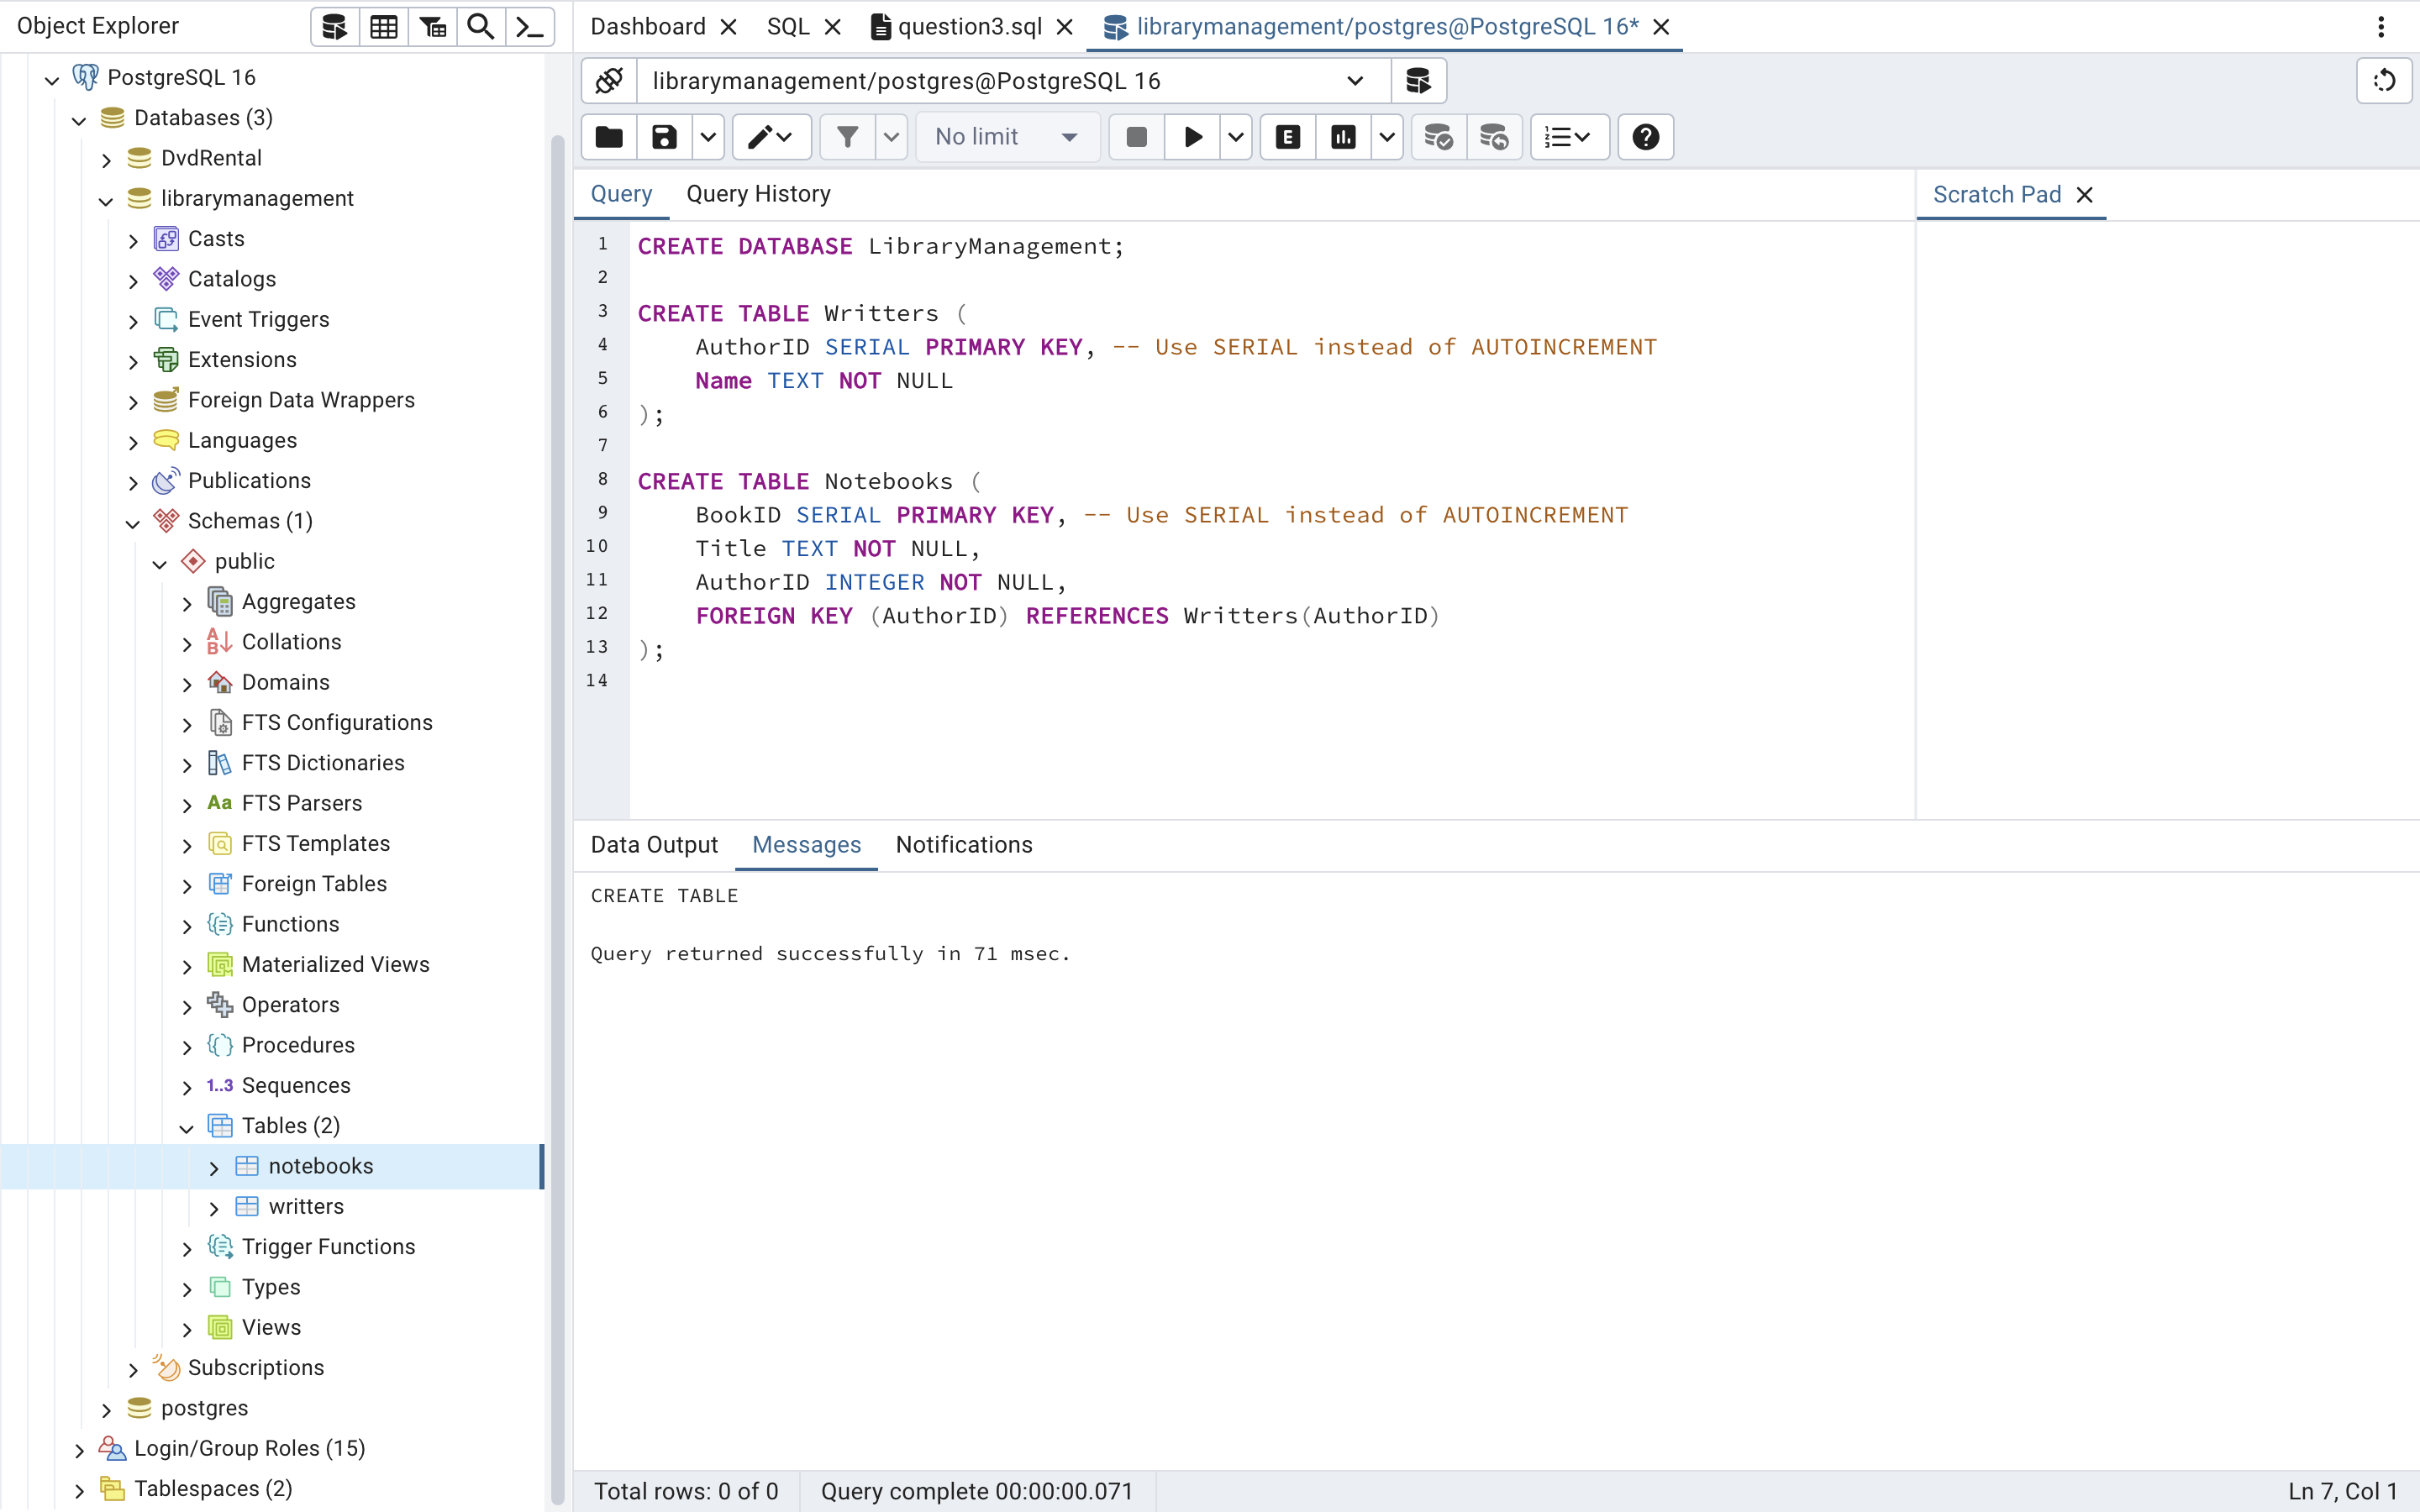 Object Explorer
PostgreSQL 16
Databases (3)
DvdRental
librarymanagement
Casts
Catalogs
Event Triggers
Extensions
Foreign Data Wrappers
Languages
Publications
Schemas (1)
public
Aggregates
Collations
Domains
FTS Configurations
FTS Dictionaries
Aa FTS Parsers
FTS Templates
Foreign Tables
Functions
Materialized Views
Operators
Procedures
1..3 Sequences
Tables (2)
notebooks
writters
Trigger Functions
Types
Views
Subscriptions
postgres
Login/Group Roles (15)
Tablespaces (2)
Dashboard SQL question3.sql librarymanagement/postgres@PostgreSQL 16*
librarymanagement/postgres@PostgreSQL 16
No limit E
Query Query History
1 CREATE DATABASE LibraryManagement;
2
3 CREATE TABLE Writters (
4 AuthorID SERIAL PRIMARY KEY, -- Use SERIAL instead of AUTOINCREMENT
5 Name TEXT NOT NULL
6 );
7
8 CREATE TABLE Notebooks (
9 BookID SERIAL PRIMARY KEY, -- Use SERIAL instead of AUTOINCREMENT
10 Title TEXT NOT NULL,
11 AuthorID INTEGER NOT NULL,
12 FOREIGN KEY (AuthorID) REFERENCES Writters(AuthorID)
13 );
14
Scratch Pad
Data Output Messages Notifications
CREATE TABLE
Query returned successfully in 71 msec.
Total rows: 0 of 0 Query complete 00:00:00.071 Ln 7, Col 1